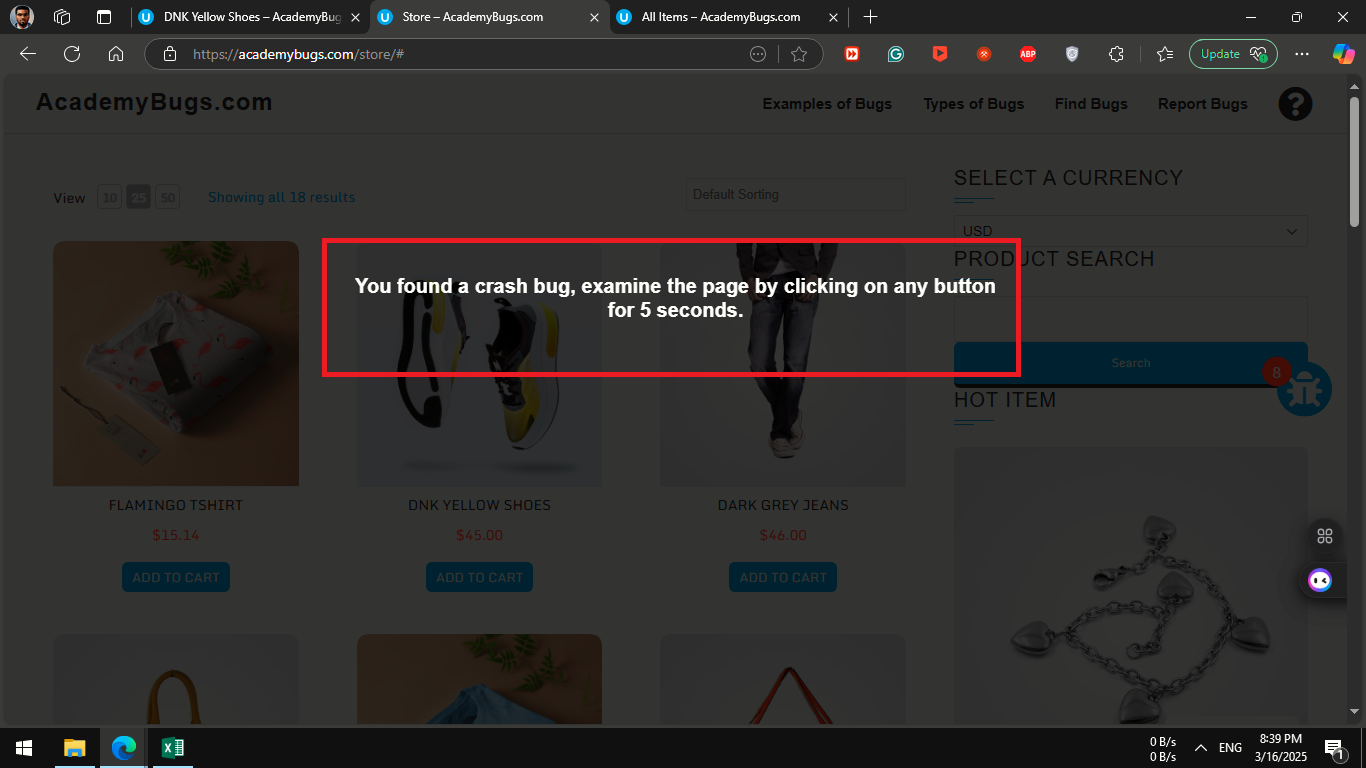 DNK Yellow Shoes – AcademyBug
Store – AcademyBugs.com
All Items – AcademyBugs.com
https://academybugs.com/store/#
ABP
Update
AcademyBugs.com
Examples of Bugs
Types of Bugs
Find Bugs
Report Bugs
?
View 10 25 50 Showing all 18 results
Default Sorting
SELECT A CURRENCY
USD
PRODUCT SEARCH
You found a crash bug, examine the page by clicking on any button
for 5 seconds.
Search
8
HOT ITEM
FLAMINGO TSHIRT
DNK YELLOW SHOES
DARK GREY JEANS
$15.14
$45.00
$46.00
ADD TO CART
ADD TO CART
ADD TO CART
0 B/s
0 B/s
ENG
8:39 PM
3/16/2025
1